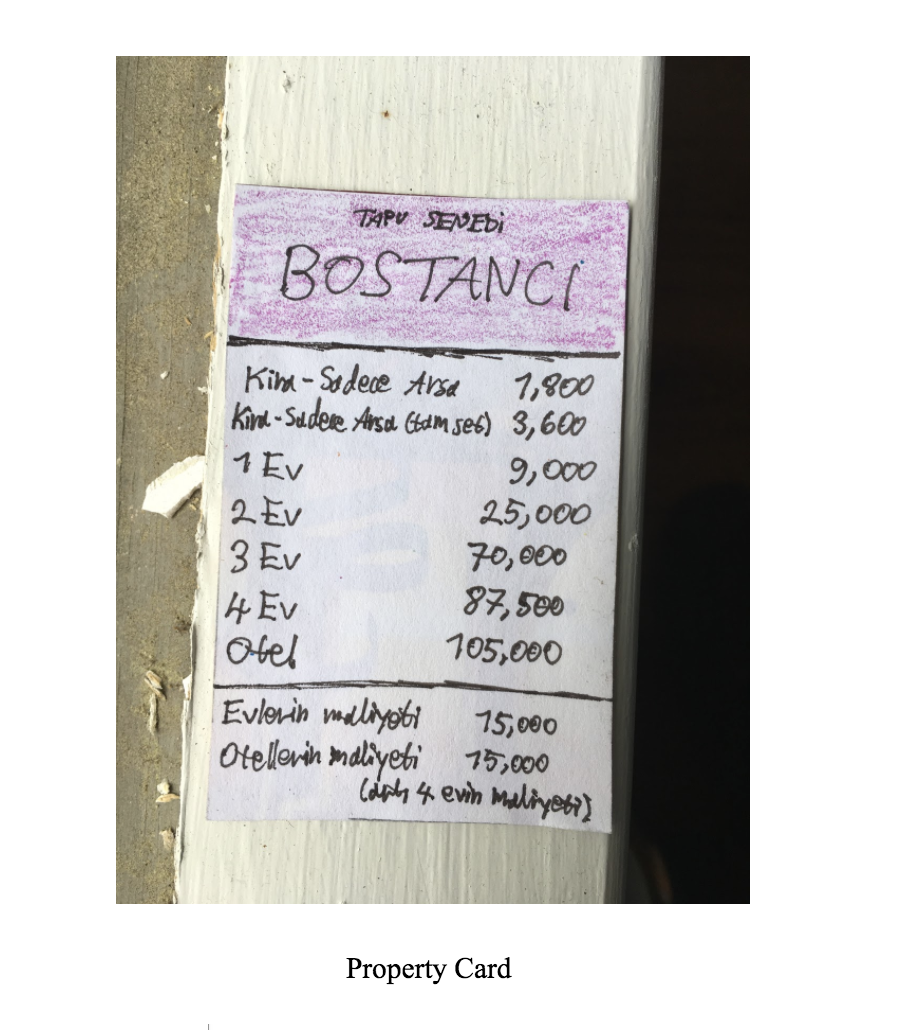 TAPU SENEDİ
BOSTANCI
Kira - Sadece Arsa 1,800
Kira - Sadece Arsa (tam set) 3,600
1 Ev 9,000
2 Ev 25,000
3 Ev 70,000
4 Ev 87,500
Otel 105,000
Evlerin maliyeti 15,000
Otellerin maliyeti 15,000
(artı 4 evin maliyeti)
Property Card